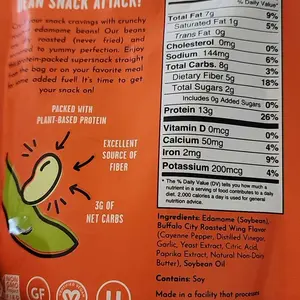 BEAN SNACK ATTACK!
snack cravings with crunchy
edamame beans! Our beans
roasted (never fried) and
to yummy perfection. Enjoy
protein-packed supersnack straight
the bag or on your favorite meal
added fuel! It's time to get
your snack on!
PACKED WITH
PLANT-BASED PROTEIN
EXCELLENT
SOURCE OF
FIBER
3G OF
NET CARBS
GF
U
% Daily Value*
Total Fat 7g 9%
Saturated Fat 1g 5%
Trans Fat 0g
Cholesterol 0mg 0%
Sodium 144mg 6%
Total Carbs. 8g 3%
Dietary Fiber 5g 18%
Total Sugars 2g
Includes 0g Added Sugars 0%
Protein 13g 26%
Vitamin D 0mcg 0%
Calcium 50mg 4%
Iron 2mg 9%
Potassium 200mcg 4%
* The % Daily Value (DV) tells you how much a
nutrient in a serving of food contributes to a daily
diet. 2,000 calories a day is used for general
nutrition advice.
Ingredients: Edamame (Soybean),
Buffalo City Roasted Wing Flavor
(Cayenne Pepper, Distilled Vinegar,
Garlic, Yeast Extract, Citric Acid,
Paprika Extract, Natural Non-Dairy
Butter), Soybean Oil
Contains: Soy
Made in a facility that processes